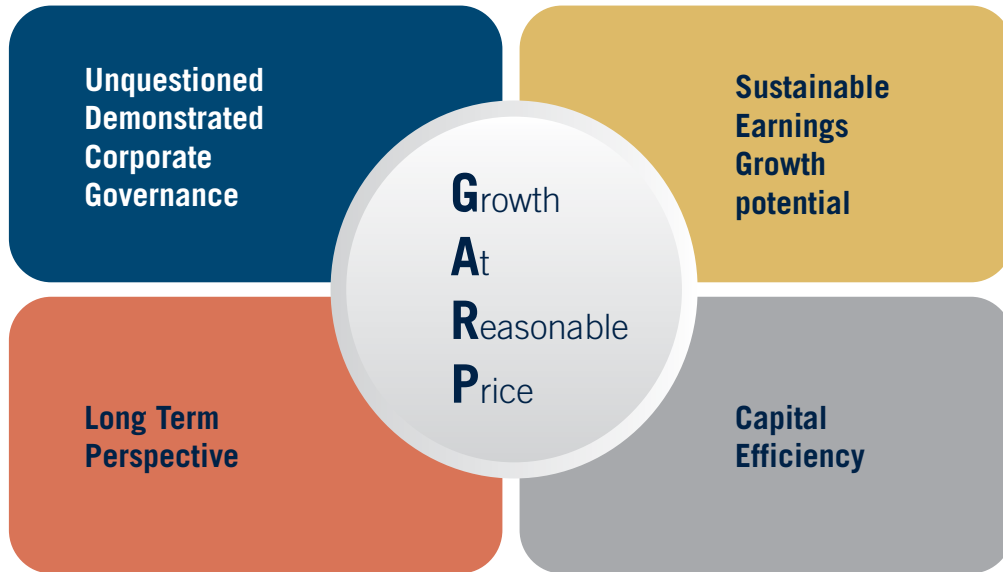 Unquestioned
Demonstrated
Corporate
Governance
Sustainable
Earnings
Growth
potential
Growth
At
Reasonable
Price
Long Term
Perspective
Capital
Efficiency